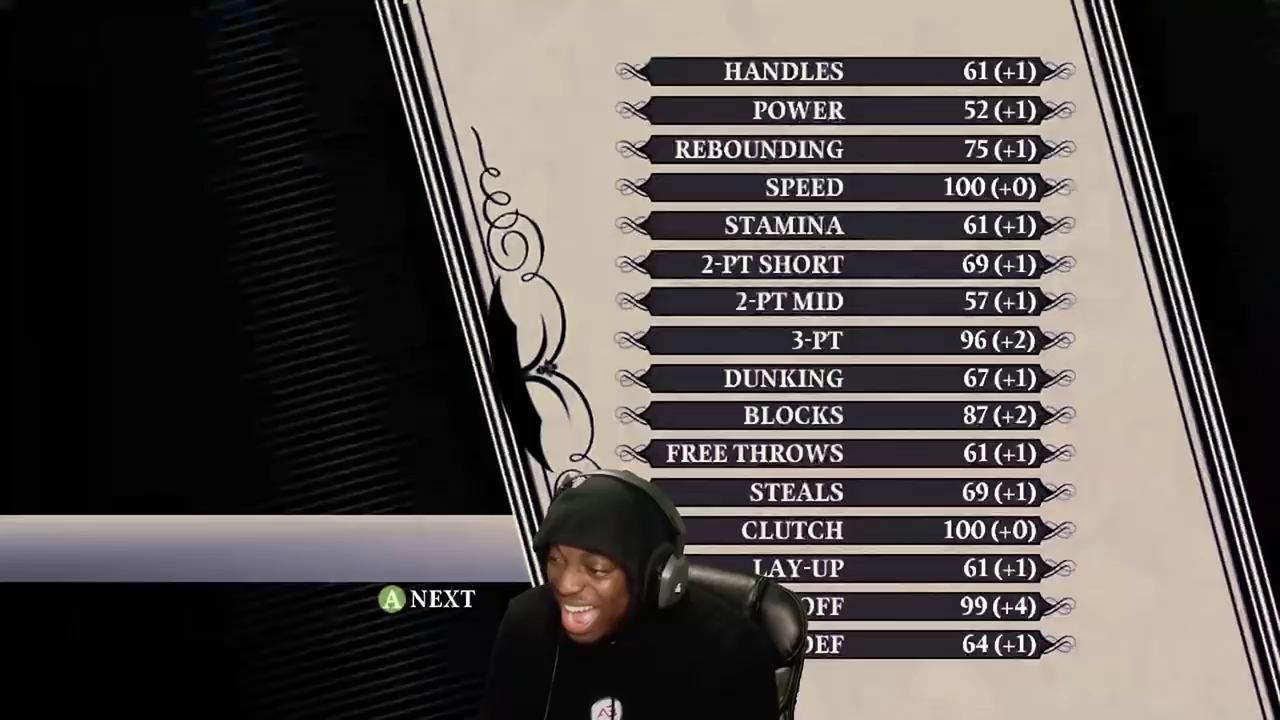 HANDLES 61 (+1)
POWER 52 (+1)
REBOUNDING 75 (+1)
SPEED 100 (+0)
STAMINA 61 (+1)
2-PT SHORT 69 (+1)
2-PT MID 57 (+1)
3-PT 96 (+2)
DUNKING 67 (+1)
BLOCKS 87 (+2)
FREE THROWS 61 (+1)
STEALS 69 (+1)
CLUTCH 100 (+0)
LAY-UP 61 (+1)
OFF 99 (+4)
DEF 64 (+1)
A NEXT